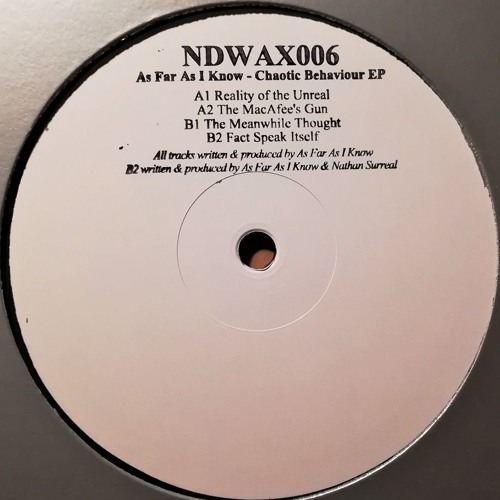 NDWAX006
As Far As I Know - Chaotic Behaviour EP
A1 Reality of the Unreal
A2 The MacAfee's Gun
B1 The Meanwhile Thought
B2 Fact Speak Itself
All tracks written & produced by As Far As I Know
B2 written & produced by As Far As I Know & Nathan Surreal